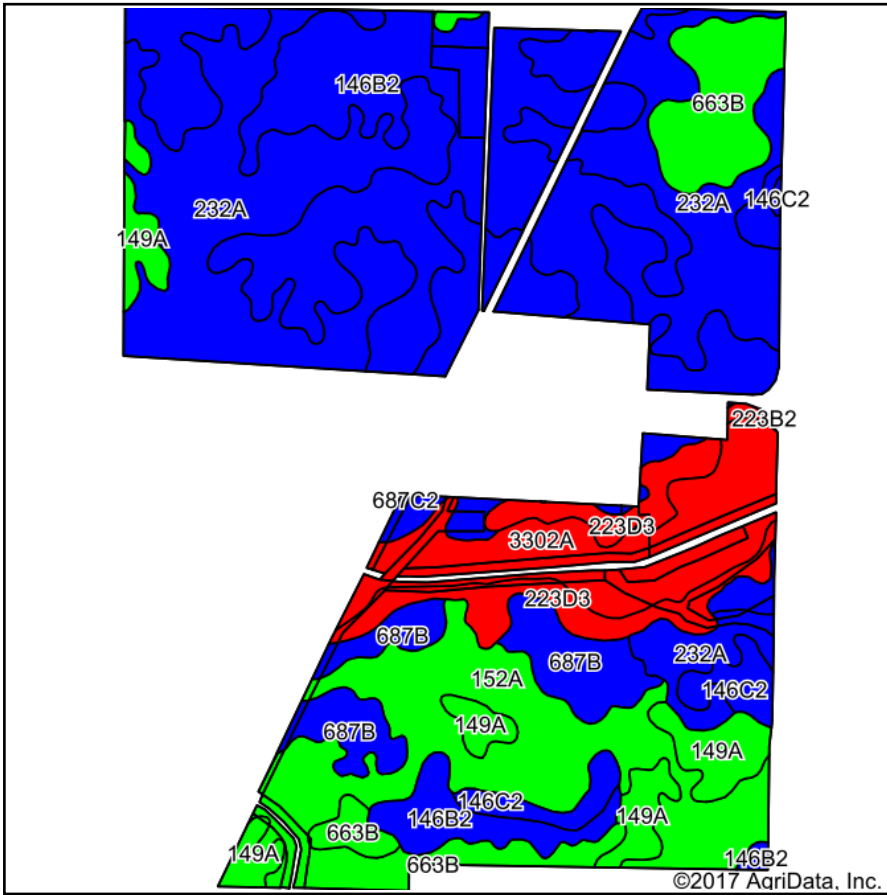 146B2
663B
232A
232A
146C2
149A
223B2
687C2
223D3
3302A
223D3
687B
232A
687B
152A
146C2
149A
687B
149A
146C2
146B2
149A
663B
149A
146B2
663B
©2017 AgriData, Inc.